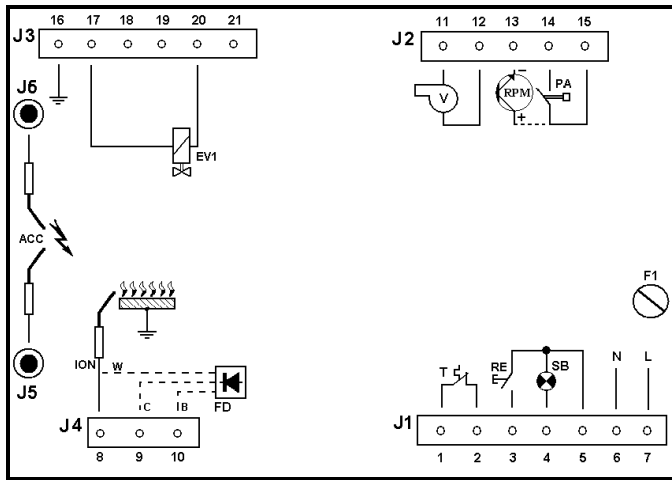 16 17 18 19 20 21
J3
11 12 13 14 15
J2
J6
V
RPM
–
+
PA
EV1
ACC
F1
ION
W
C
B
FD
J5
T
RE
SB
N
L
J4
8 9 10
J1
1 2 3 4 5 6 7